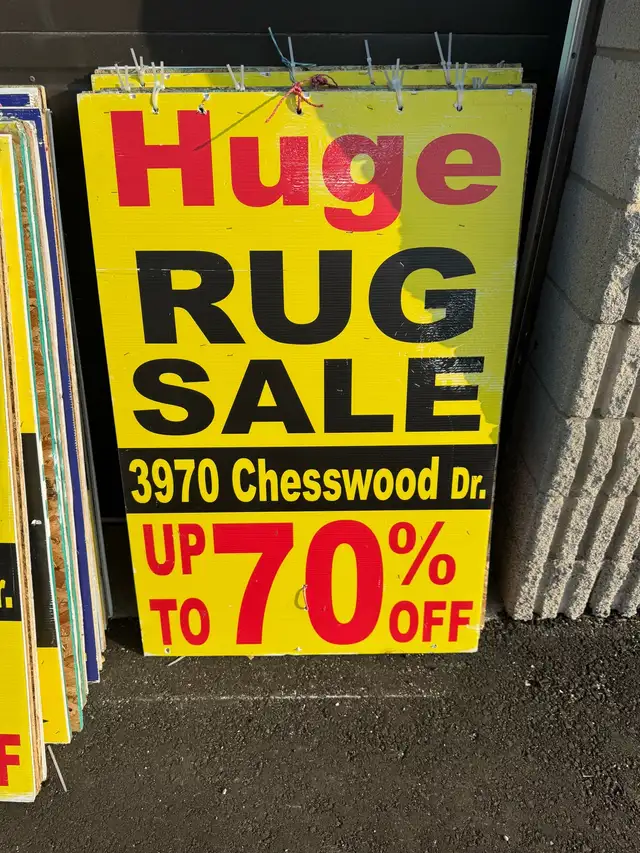 Huge
RUG
SALE
3970 Chesswood Dr.
UP TO 70% OFF
r.
F